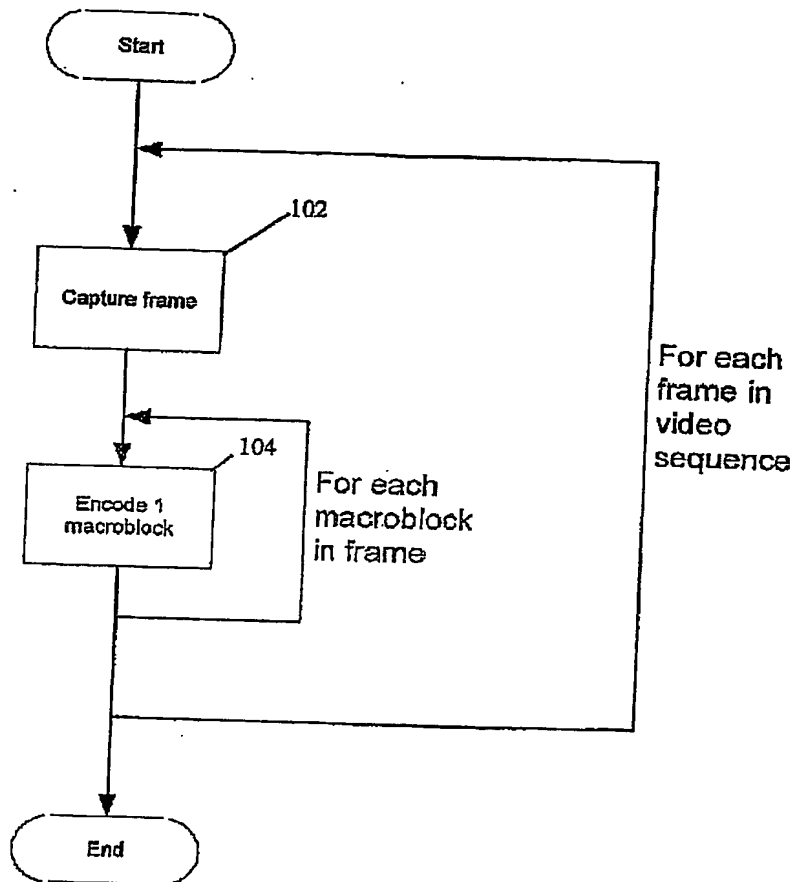 Start
102
Capture frame
For each
frame in
video
sequence
104
Encode 1
macroblock
For each
macroblock
in frame
End